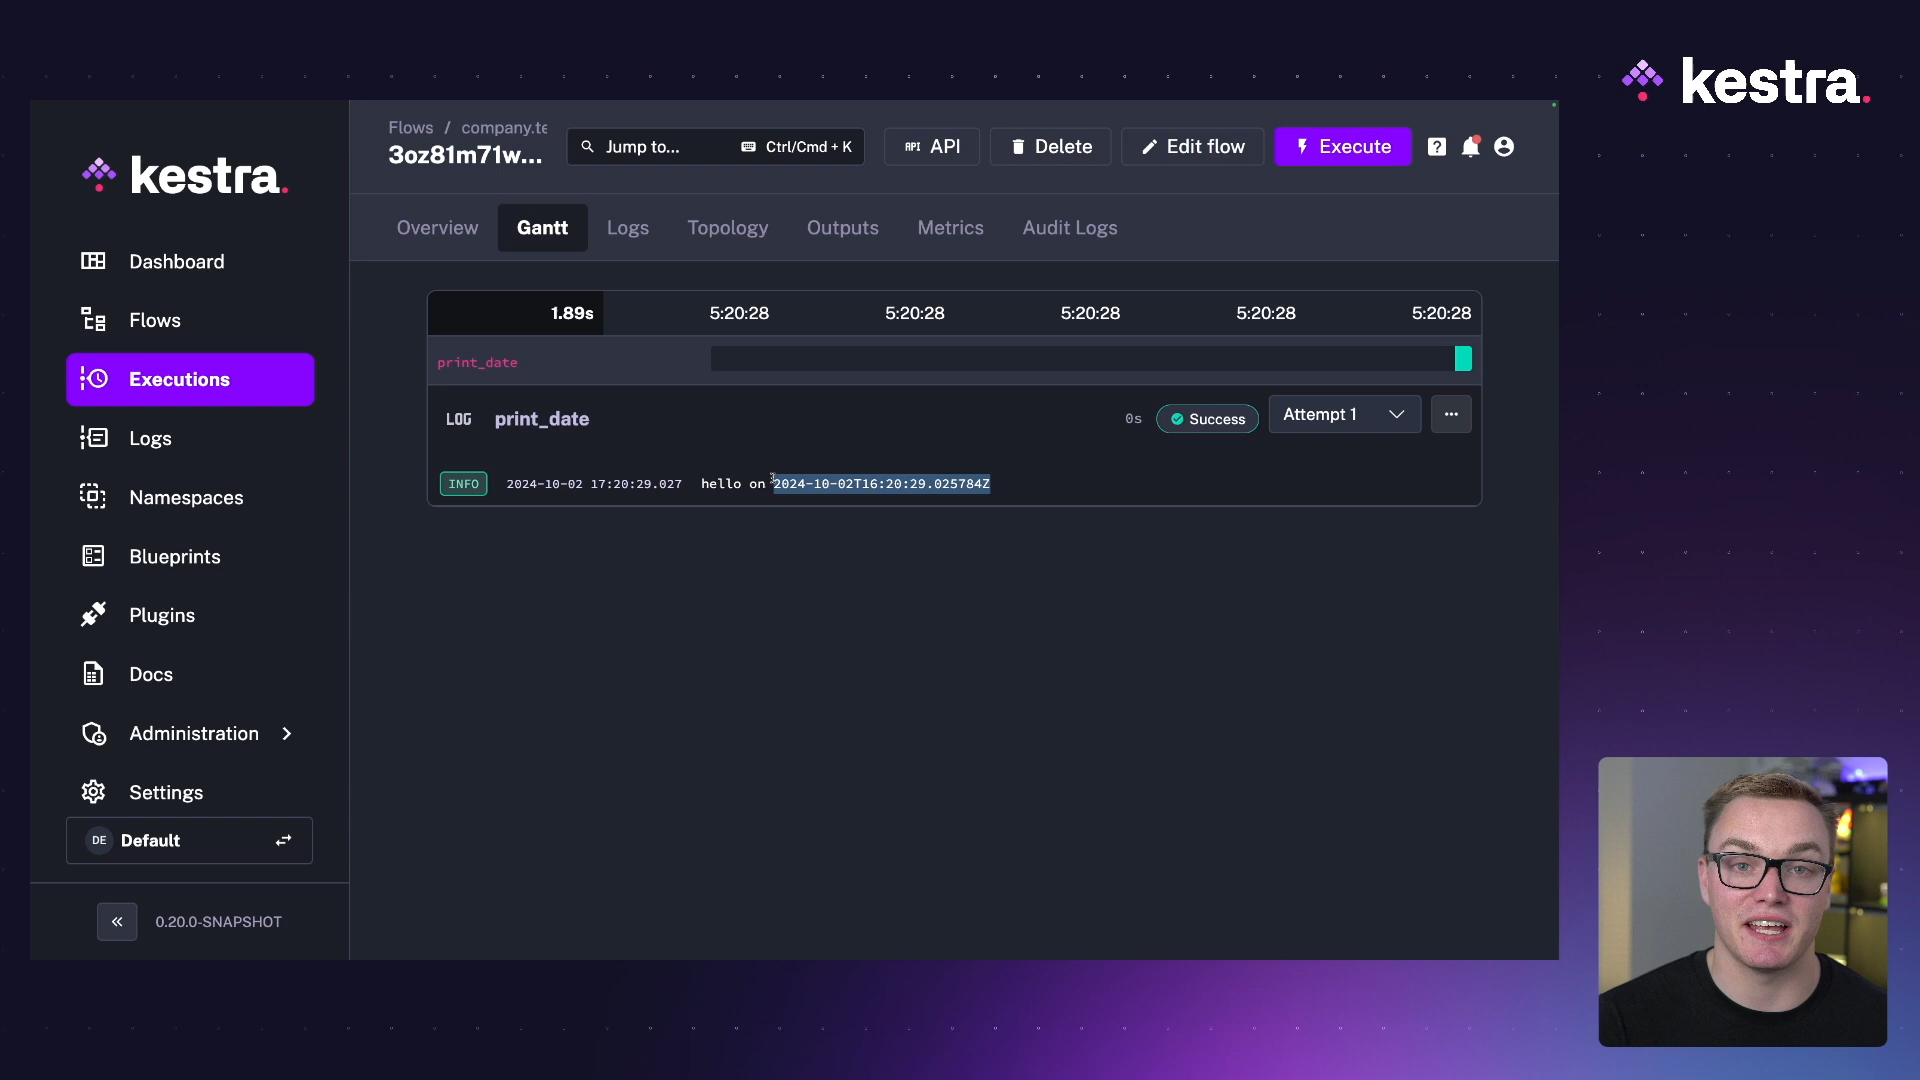 kestra.
kestra.
Dashboard
Flows
Executions
Logs
Namespaces
Blueprints
Plugins
Docs
Administration
Settings
DE Default
0.20.0-SNAPSHOT
Flows / company.te
3oz81m71w...
Jump to... Ctrl/Cmd + K
API API
Delete
Edit flow
Execute
?
Overview Gantt Logs Topology Outputs Metrics Audit Logs
1.89s 5:20:28 5:20:28 5:20:28 5:20:28 5:20:28
print_date
LOG print_date 0s Success Attempt 1
INFO 2024-10-02 17:20:29.027 hello on 2024-10-02T16:20:29.025784Z